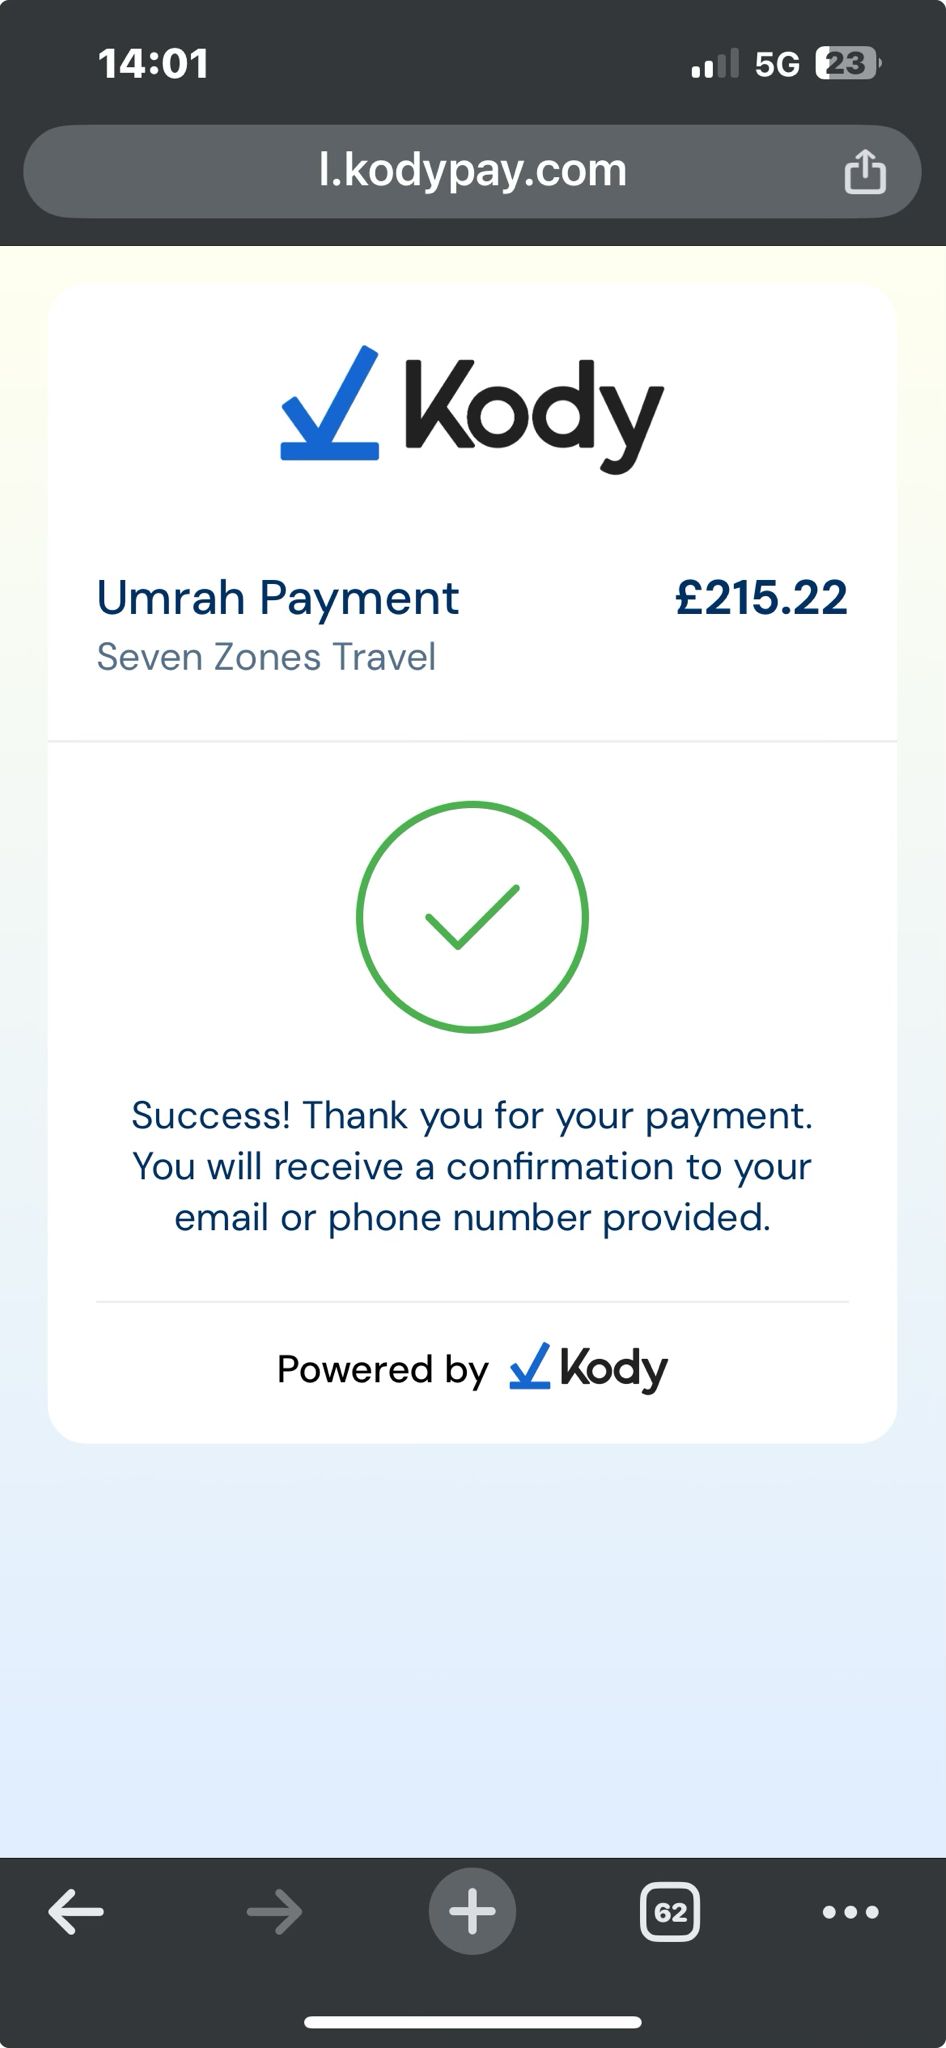 14:01 5G 23
l.kodypay.com
Kody
Umrah Payment £215.22
Seven Zones Travel
Success! Thank you for your payment.
You will receive a confirmation to your
email or phone number provided.
Powered by Kody
62